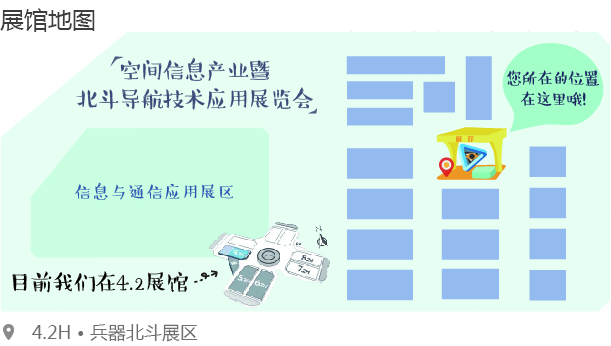 展馆地图
「空间信息产业暨
北斗导航技术应用展览会」
您所在的位置
在这里哦!
信息与通信应用展区
目前我们在4.2展馆
N
4.2H • 兵器北斗展区